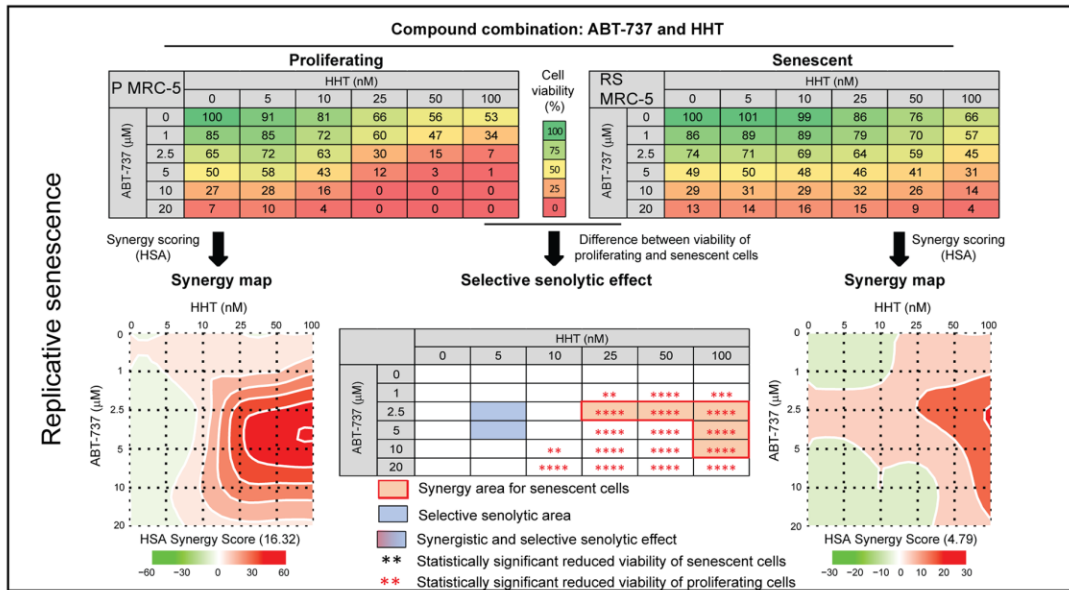 Compound combination: ABT-737 and HHT
Replicative senescence
Proliferating
P MRC-5
HHT (nM)
0 5 10 25 50 100
ABT-737 (μM)
0 100 91 81 66 56 53
1 85 85 72 60 47 34
2.5 65 72 63 30 15 7
5 50 58 43 12 3 1
10 27 28 16 0 0 0
20 7 10 4 0 0 0
Cell
viability
(%)
100
75
50
25
0
Senescent
RS
MRC-5
HHT (nM)
0 5 10 25 50 100
ABT-737 (μM)
0 100 101 99 86 76 66
1 86 89 89 79 70 57
2.5 74 71 69 64 59 45
5 49 50 48 46 41 31
10 29 31 29 32 26 14
20 13 14 16 15 9 4
Synergy scoring
(HSA)
Difference between viability of
proliferating and senescent cells
Synergy scoring
(HSA)
Synergy map
HHT (nM)
0 5 10 25 50 100
ABT-737 (μM)
0
1
2.5
5
10
20
HSA Synergy Score (16.32)
−60 −30 0 30 60
Selective senolytic effect
HHT (nM)
0 5 10 25 50 100
ABT-737 (μM)
0
1 ** **** ***
2.5 **** **** ****
5 **** **** ****
10 ** **** **** ****
20 **** **** **** ****
Synergy area for senescent cells
Selective senolytic area
Synergistic and selective senolytic effect
** Statistically significant reduced viability of senescent cells
** Statistically significant reduced viability of proliferating cells
Synergy map
HHT (nM)
0 5 10 25 50 100
ABT-737 (μM)
0
1
2.5
5
10
20
HSA Synergy Score (4.79)
−30 −20 −10 0 10 20 30